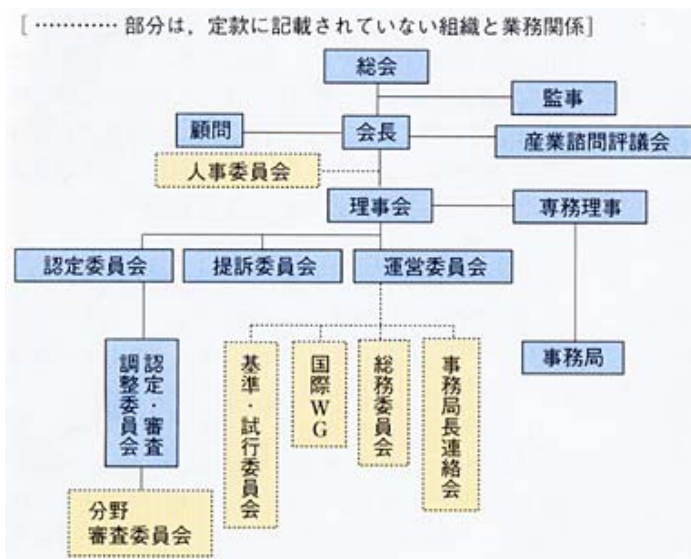 [………… 部分は，定款に記載されていない組織と業務関係]
総会
監事
顧問
会長
産業諮問評議会
人事委員会
理事会
専務理事
認定委員会
提訴委員会
運営委員会
認定・審査
調整委員会
基準・試行委員会
国際WG
総務委員会
事務局長連絡会
事務局
分野
審査委員会